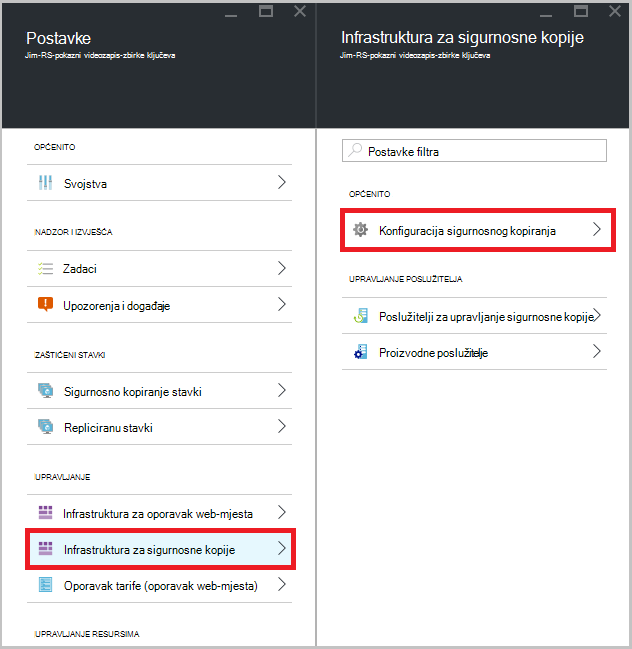 Postavke
Jim-RS-pokazni videozapis-zbirke ključeva
OPĆENITO
Svojstva
NADZOR I IZVJEŠĆA
Zadaci
Upozorenja i događaje
ZAŠTIĆENI STAVKI
Sigurnosno kopiranje stavki
Repliciranu stavki
UPRAVLJANJE
Infrastruktura za oporavak web-mjesta
Infrastruktura za sigurnosne kopije
Oporavak tarife (oporavak web-mjesta)
UPRAVLJANJE RESURSIMA
Infrastruktura za sigurnosne kopije
Jim-RS-pokazni videozapis-zbirke ključeva
Postavke filtra
OPĆENITO
Konfiguracija sigurnosnog kopiranja
UPRAVLJANJE POSLUŽITELJA
Poslužitelji za upravljanje sigurnosne kopije
Proizvodne poslužitelje